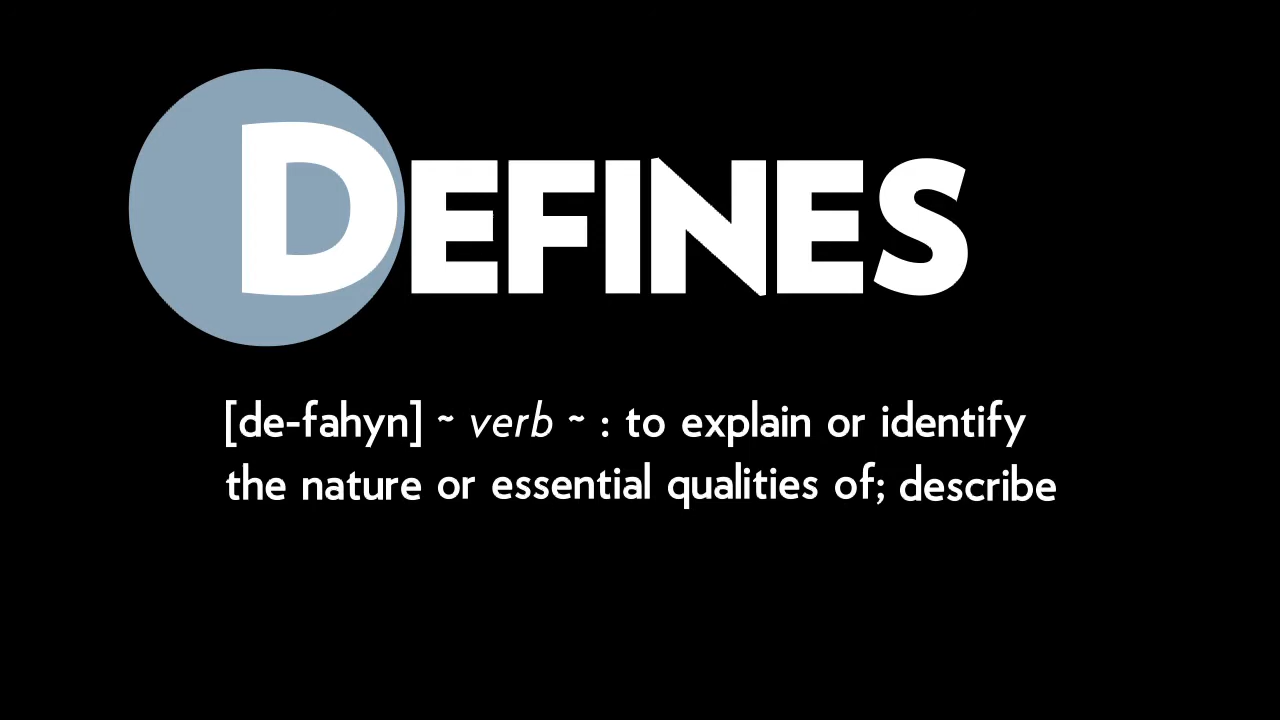 DEFINES
[de-fahyn] ~ verb ~ : to explain or identify
the nature or essential qualities of; describe